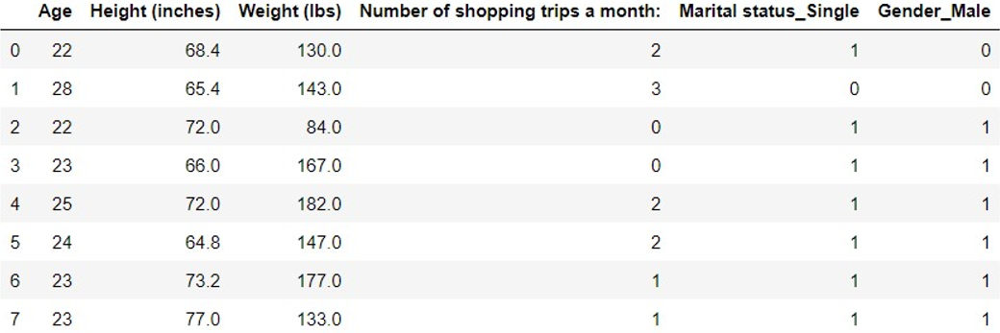 Age Height (inches) Weight (lbs) Number of shopping trips a month: Marital status_Single Gender_Male
0 22 68.4 130.0 2 1 0
1 28 65.4 143.0 3 0 0
2 22 72.0 84.0 0 1 1
3 23 66.0 167.0 0 1 1
4 25 72.0 182.0 2 1 1
5 24 64.8 147.0 2 1 1
6 23 73.2 177.0 1 1 1
7 23 77.0 133.0 1 1 1